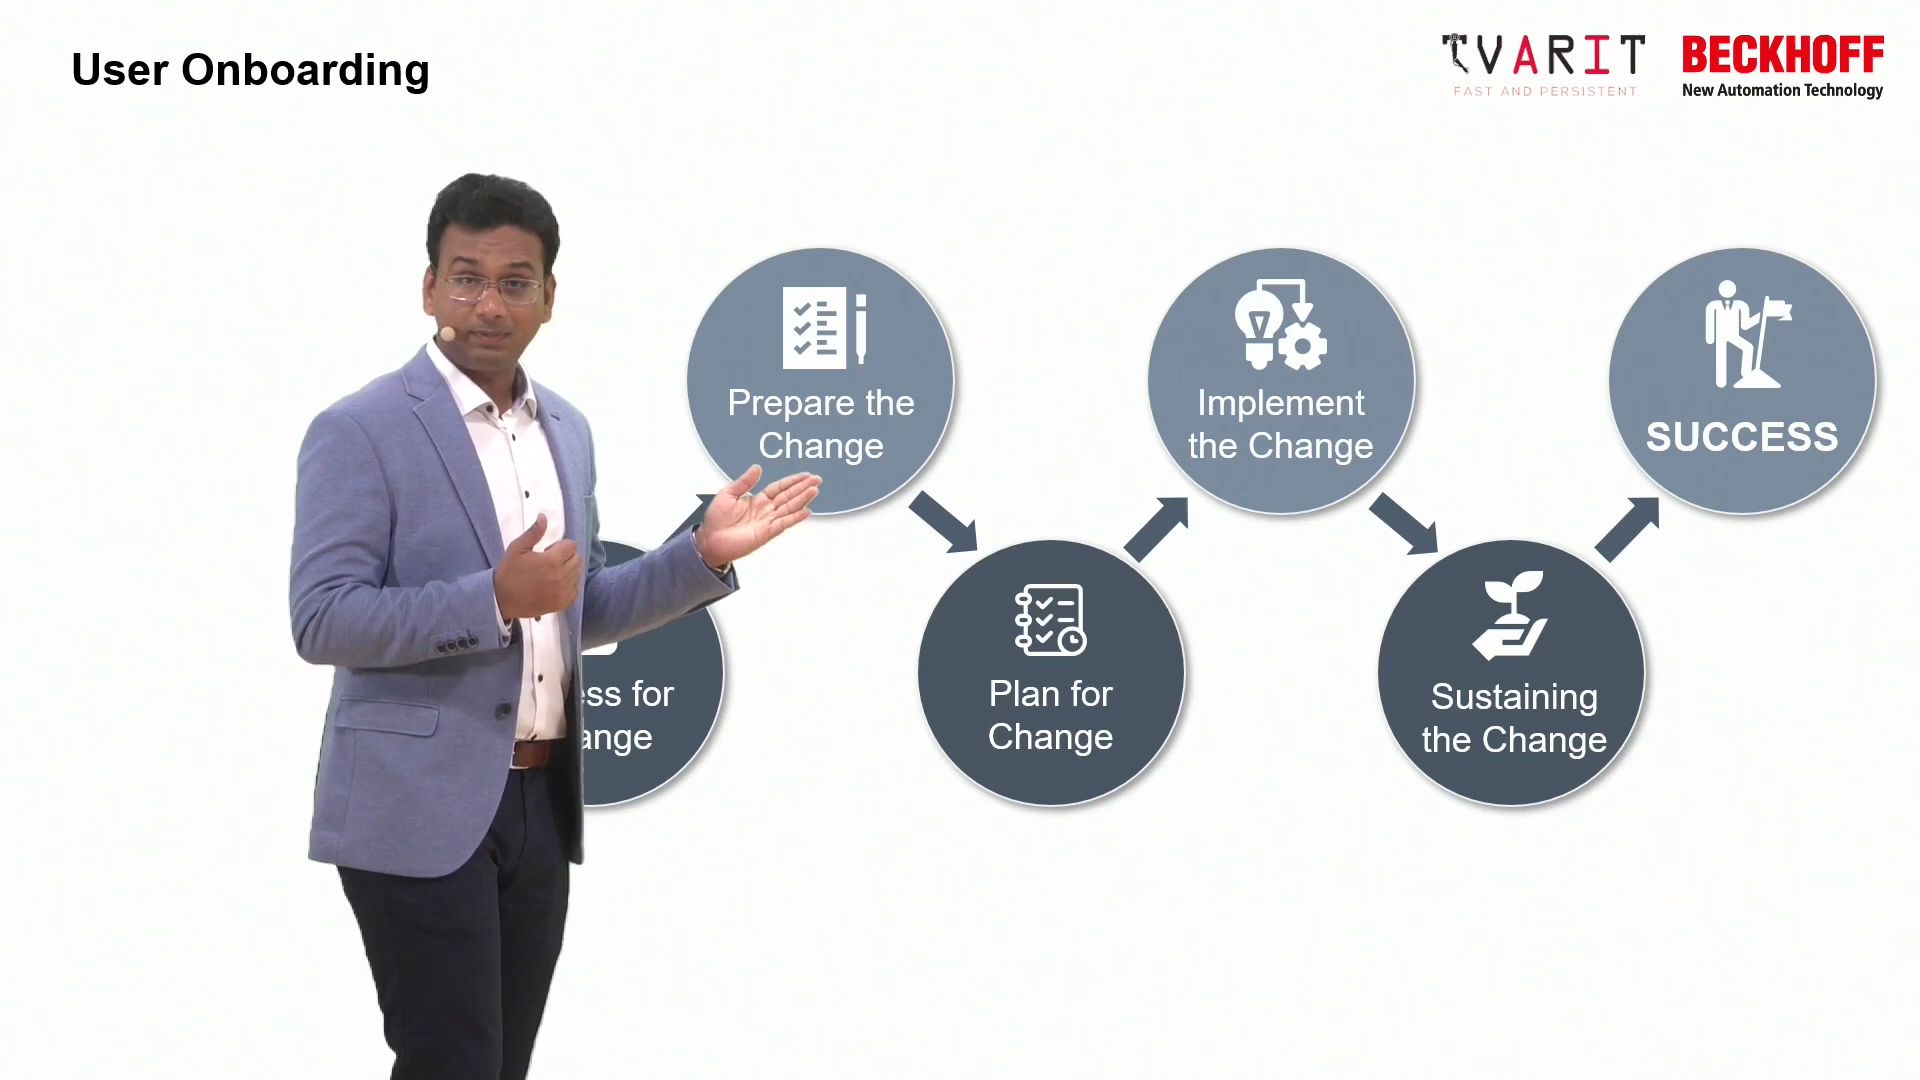 User Onboarding
TVARIT
FAST AND PERSISTENT
BECKHOFF
New Automation Technology
Prepare the
Change
Implement
the Change
SUCCESS
ess for
ange
Plan for
Change
Sustaining
the Change